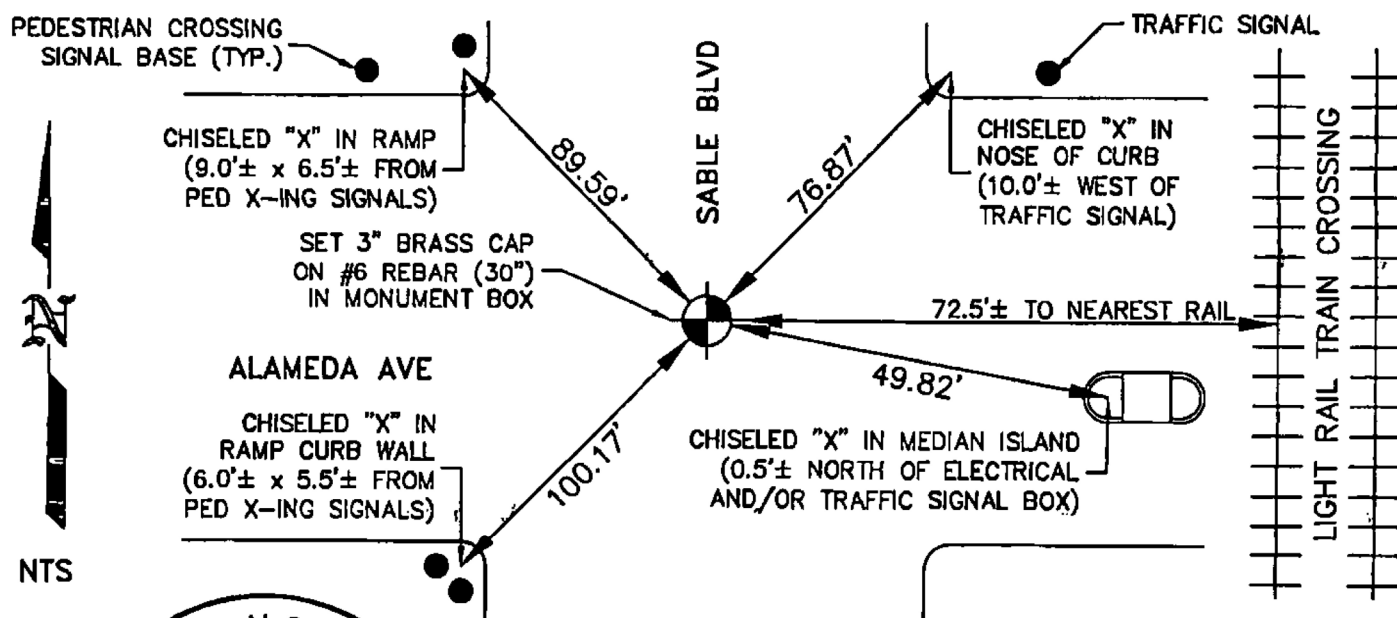 PEDESTRIAN CROSSING
SIGNAL BASE (TYP.)
TRAFFIC SIGNAL
SABLE BLVD
CHISELED "X" IN RAMP
(9.0'± x 6.5'± FROM
PED X-ING SIGNALS)
89.59'
76.87'
CHISELED "X" IN
NOSE OF CURB
(10.0'± WEST OF
TRAFFIC SIGNAL)
LIGHT RAIL TRAIN CROSSING
SET 3" BRASS CAP
ON #6 REBAR (30")
IN MONUMENT BOX
N
72.5'± TO NEAREST RAIL
ALAMEDA AVE
49.82'
CHISELED "X" IN
RAMP CURB WALL
(6.0'± x 5.5'± FROM
PED X-ING SIGNALS)
100.17'
CHISELED "X" IN MEDIAN ISLAND
(0.5'± NORTH OF ELECTRICAL
AND/OR TRAFFIC SIGNAL BOX)
NTS